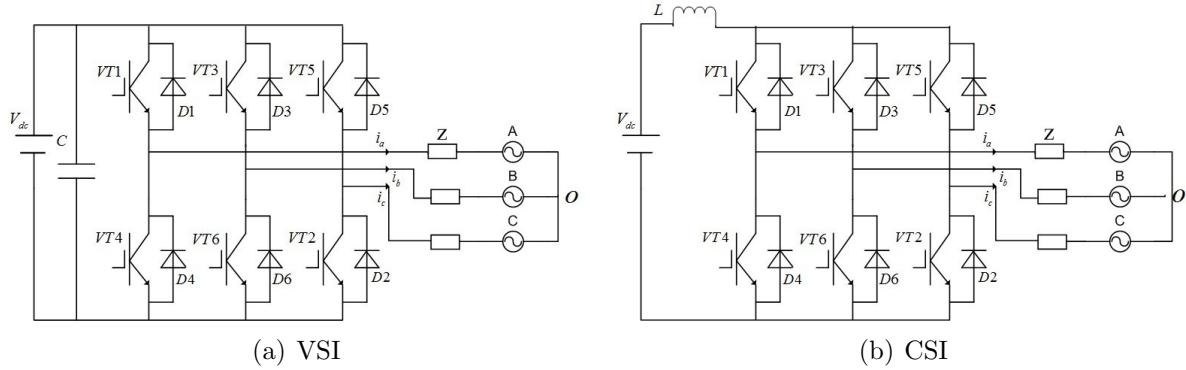 VT1 VT3 VT5
D1 D3 D5
V_dc C
i_a Z A
i_b B O
i_c C
VT4 VT6 VT2
D4 D6 D2
(a) VSI
L
VT1 VT3 VT5
D1 D3 D5
V_dc
i_a Z A
i_b B O
i_c C
VT4 VT6 VT2
D4 D6 D2
(b) CSI